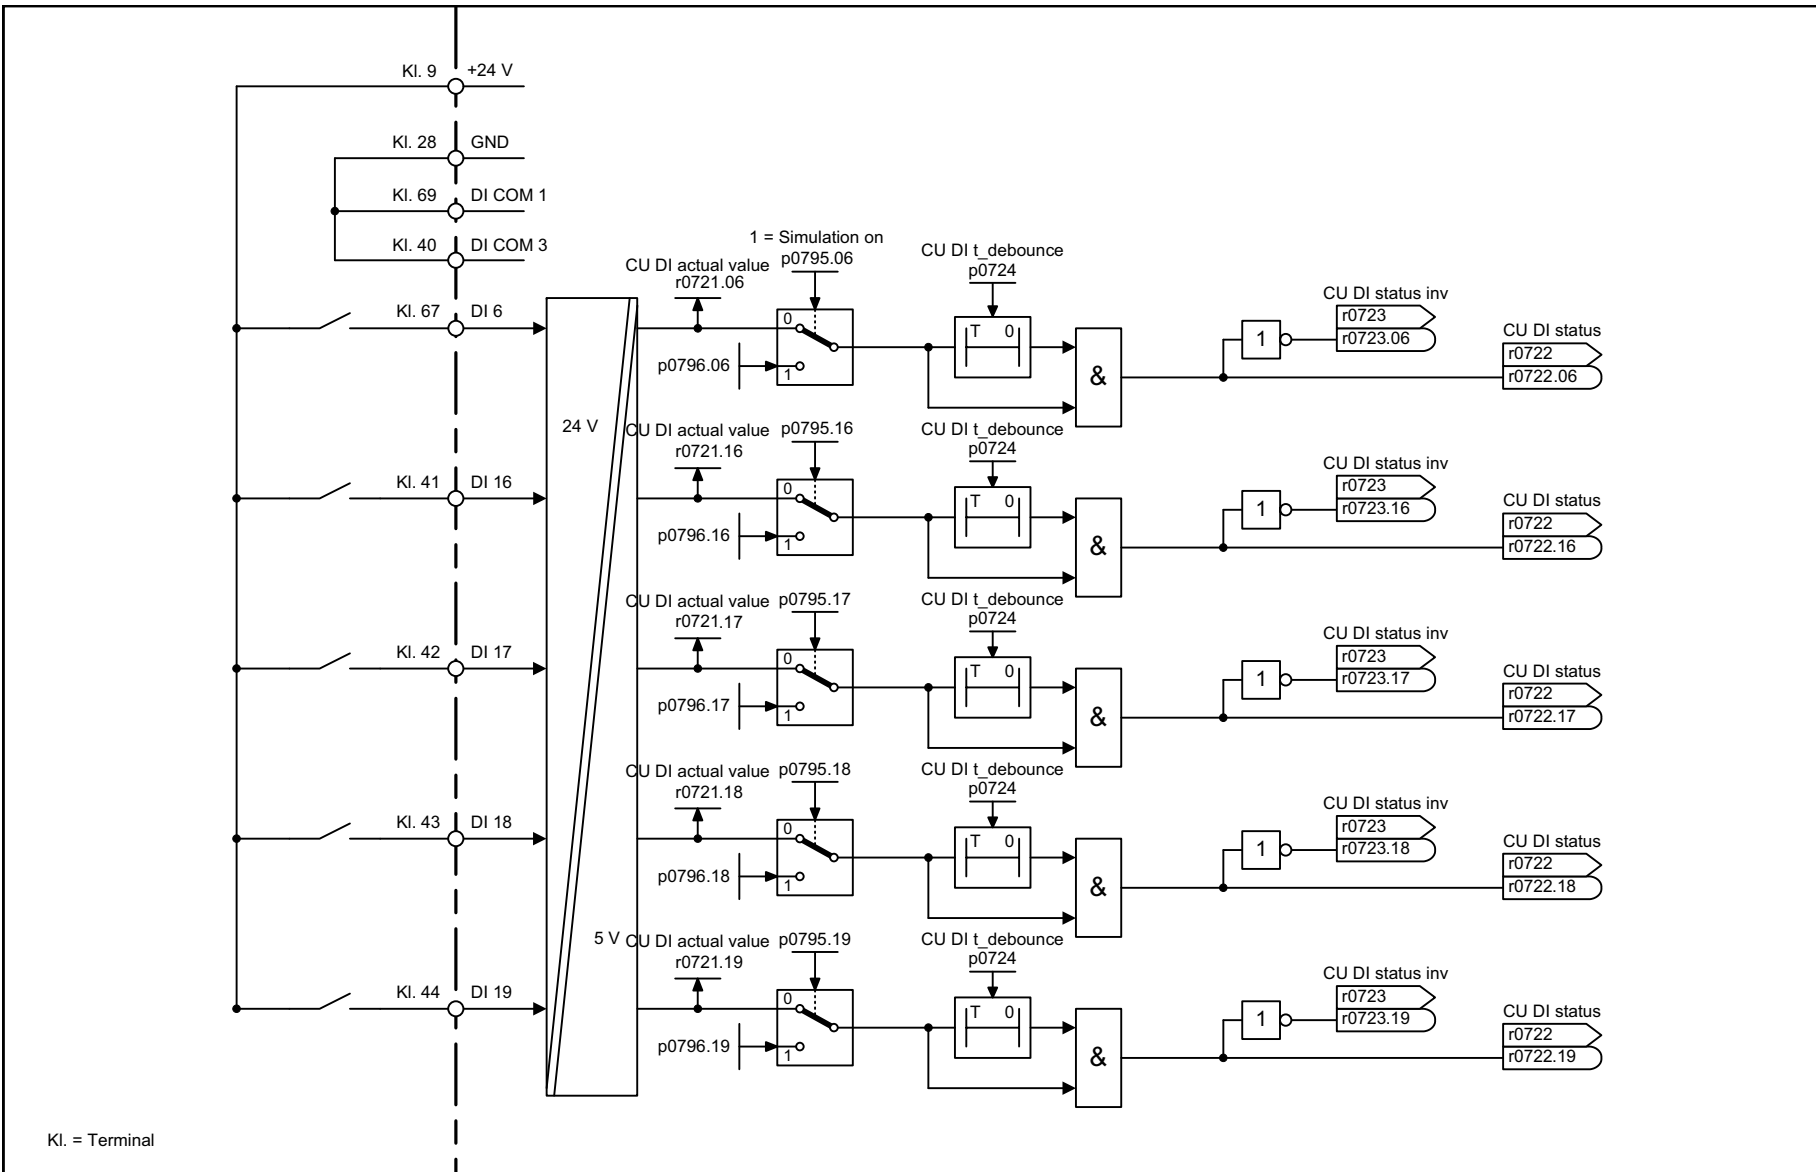 Kl. 9 +24 V
Kl. 28 GND
Kl. 69 DI COM 1
Kl. 40 DI COM 3
1 = Simulation on
CU DI actual value p0795.06 CU DI t_debounce
r0721.06 p0724
CU DI status inv
Kl. 67 DI 6
0 T 0 1 r0723
r0723.06
CU DI status
r0722
p0796.06 1 & r0722.06
24 V
CU DI actual value p0795.16 CU DI t_debounce
r0721.16 p0724
CU DI status inv
Kl. 41 DI 16
0 T 0 1 r0723
r0723.16
CU DI status
r0722
p0796.16 1 & r0722.16
CU DI actual value p0795.17 CU DI t_debounce
r0721.17 p0724
CU DI status inv
Kl. 42 DI 17
0 T 0 1 r0723
r0723.17
CU DI status
r0722
p0796.17 1 & r0722.17
CU DI actual value p0795.18 CU DI t_debounce
r0721.18 p0724
CU DI status inv
Kl. 43 DI 18
0 T 0 1 r0723
r0723.18
CU DI status
r0722
p0796.18 1 & r0722.18
5 V
CU DI actual value p0795.19 CU DI t_debounce
r0721.19 p0724
CU DI status inv
Kl. 44 DI 19
0 T 0 1 r0723
r0723.19
CU DI status
r0722
p0796.19 1 & r0722.19
Kl. = Terminal